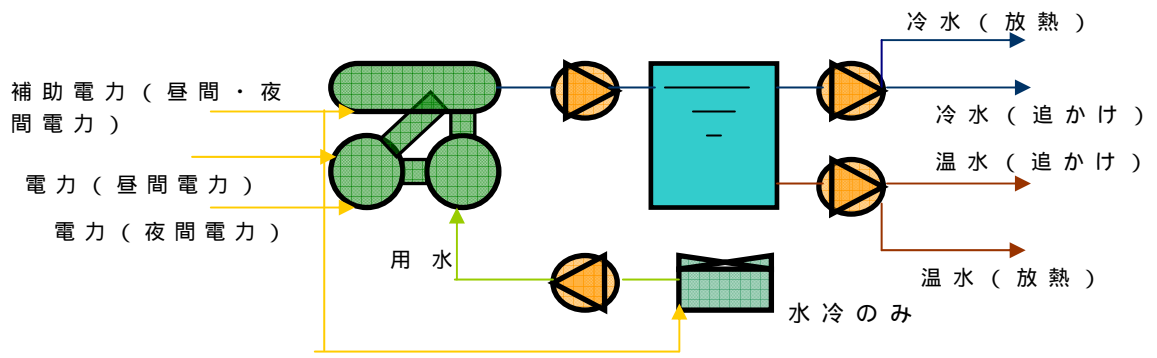 冷水(放熱)
補助電力(昼間・夜
間電力)
冷水(追かけ)
温水(追かけ)
電力(昼間電力)
電力(夜間電力)
用水
温水(放熱)
水冷のみ